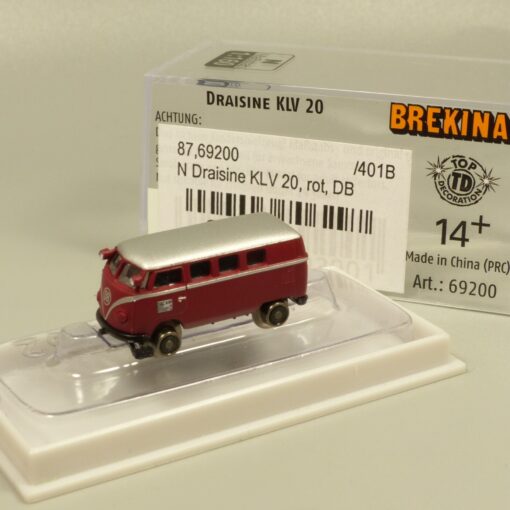 DRAISINE KLV 20
BREKINA
ACHTUNG:
87,69200 /401B
N Draisine KLV 20, rot, DB
TOP
TD
DECORATION
14+
Made in China (PRC)
Art.: 69200